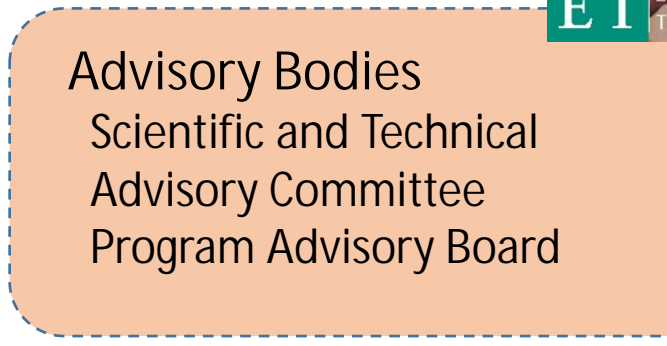 E T
T
Advisory Bodies
Scientific and Technical
Advisory Committee
Program Advisory Board